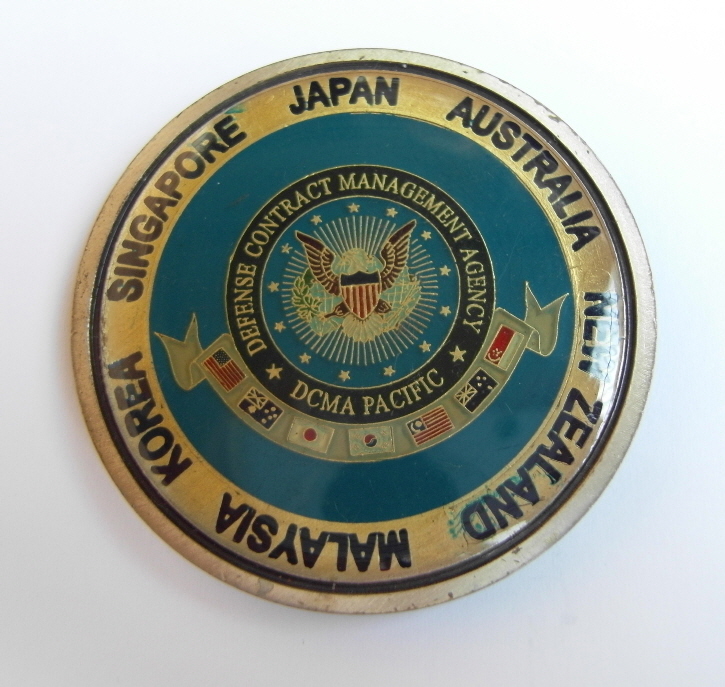 JAPAN
AUSTRALIA
NEW ZEALAND
MALAYSIA
KOREA
SINGAPORE
DEFENSE CONTRACT MANAGEMENT AGENCY
DCMA PACIFIC